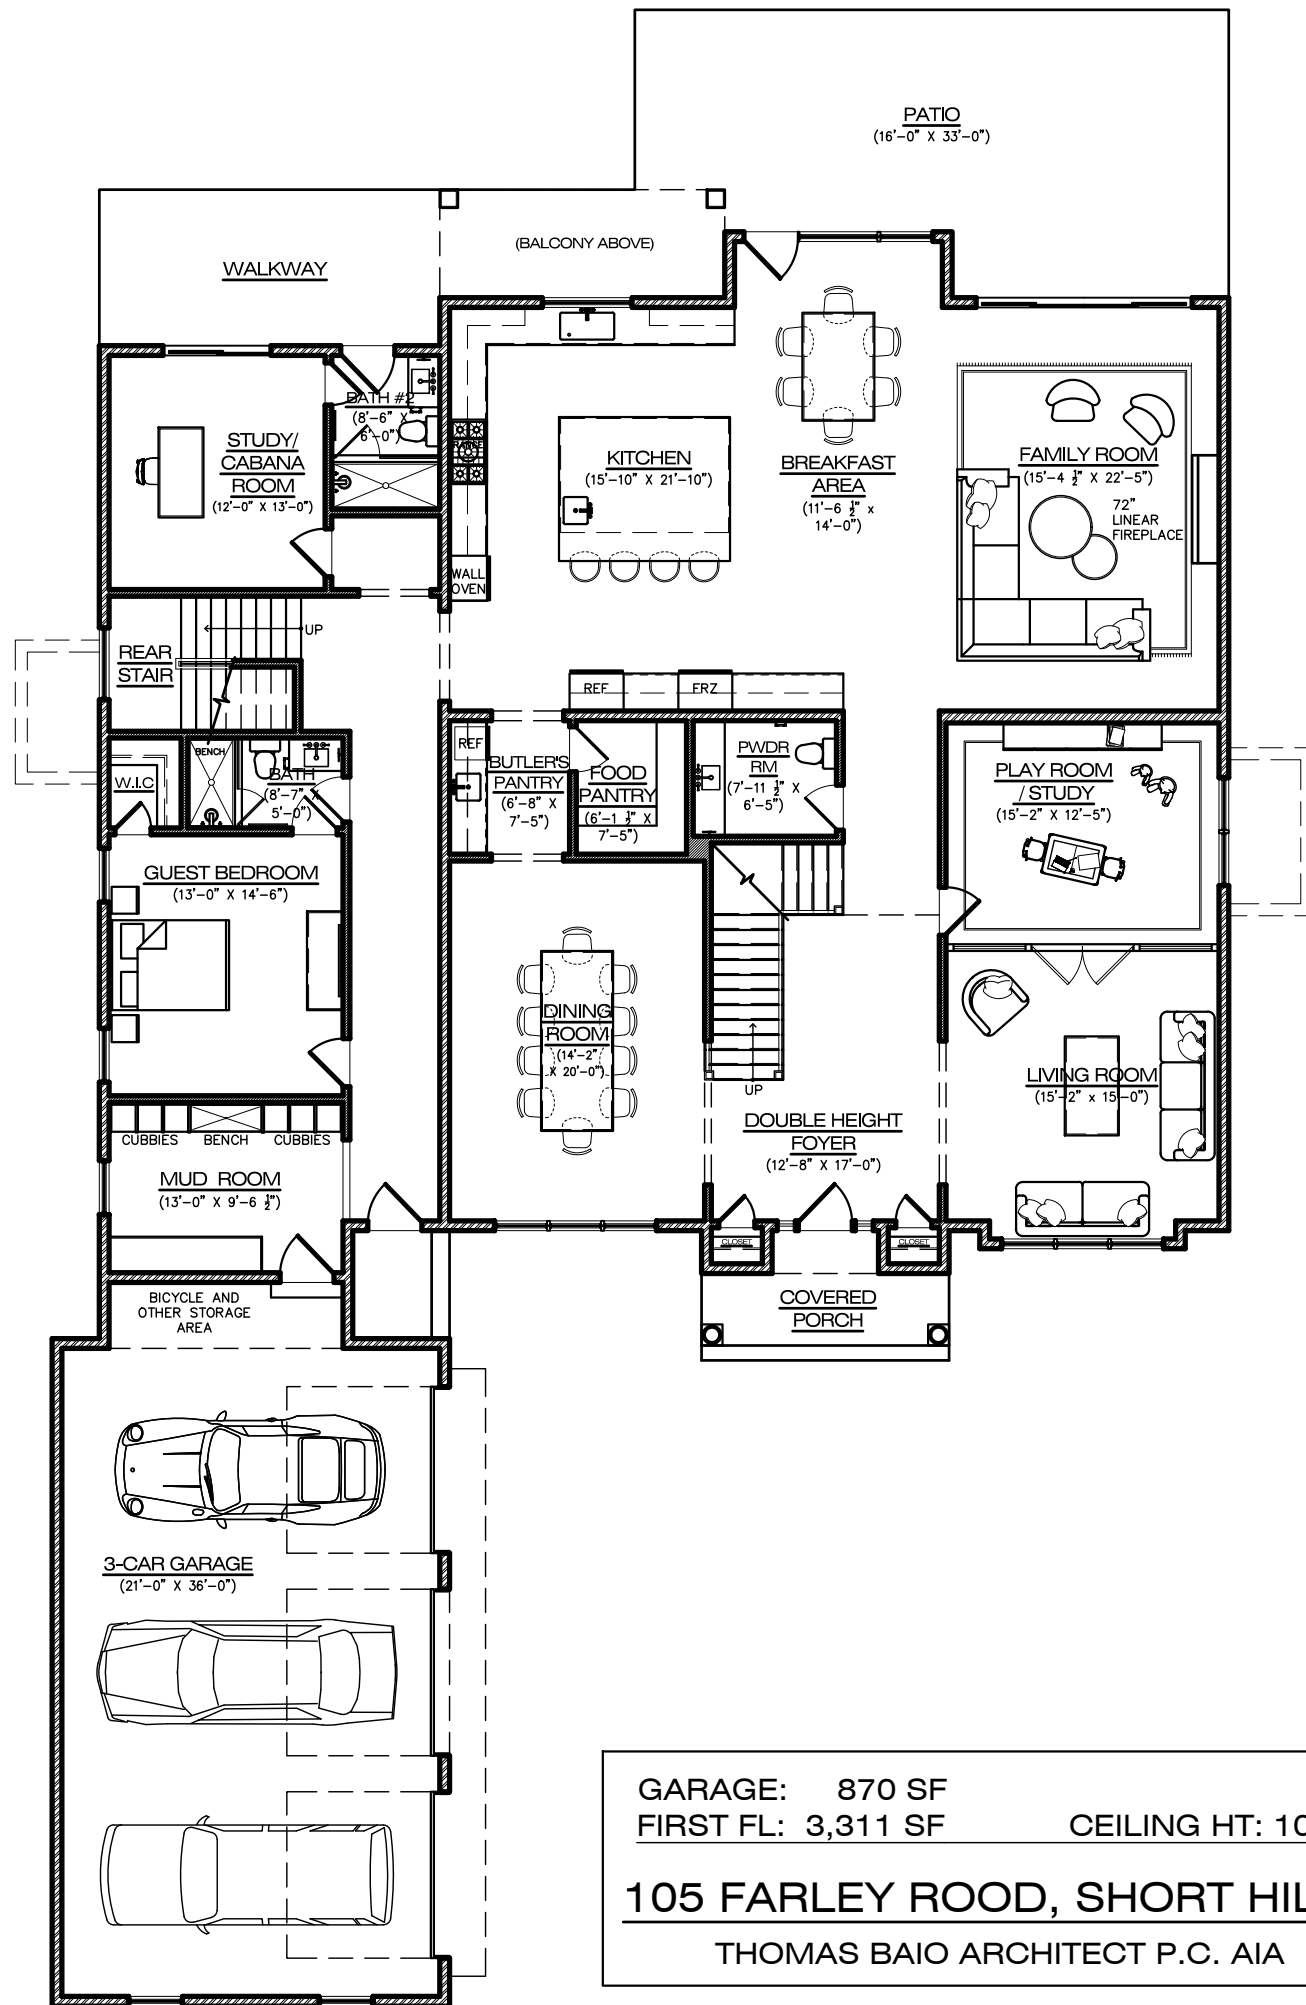 PATIO
(16'-0" X 33'-0")
(BALCONY ABOVE)
WALKWAY
BATH #2
(8'-6" X
6'-0")
STUDY/
CABANA
ROOM
(12'-0" X 13'-0")
KITCHEN
(15'-10" X 21'-10")
BREAKFAST
AREA
(11'-6 ½" x
14'-0")
FAMILY ROOM
(15'-4 ½" X 22'-5")
72"
LINEAR
FIREPLACE
WALL
OVEN
UP
REAR
STAIR
REF
FRZ
REF
BENCH
W.I.C
BATH
(8'-7" X
5'-0")
BUTLER'S
PANTRY
(6'-8" X
7'-5")
FOOD
PANTRY
(6'-1 ½" X
7'-5")
PWDR
RM
(7'-11 ½" X
6'-5")
PLAY ROOM
/ STUDY
(15'-2" X 12'-5")
GUEST BEDROOM
(13'-0" X 14'-6")
DINING
ROOM
(14'-2"
X 20'-0")
UP
LIVING ROOM
(15'-2" x 15'-0")
DOUBLE HEIGHT
FOYER
(12'-8" X 17'-0")
CUBBIES
BENCH
CUBBIES
MUD ROOM
(13'-0" X 9'-6 ½")
CLOSET
CLOSET
COVERED
PORCH
BICYCLE AND
OTHER STORAGE
AREA
3-CAR GARAGE
(21'-0" X 36'-0")
GARAGE: 870 SF
FIRST FL: 3,311 SF CEILING HT: 10
105 FARLEY ROOD, SHORT HIL
THOMAS BAIO ARCHITECT P.C. AIA